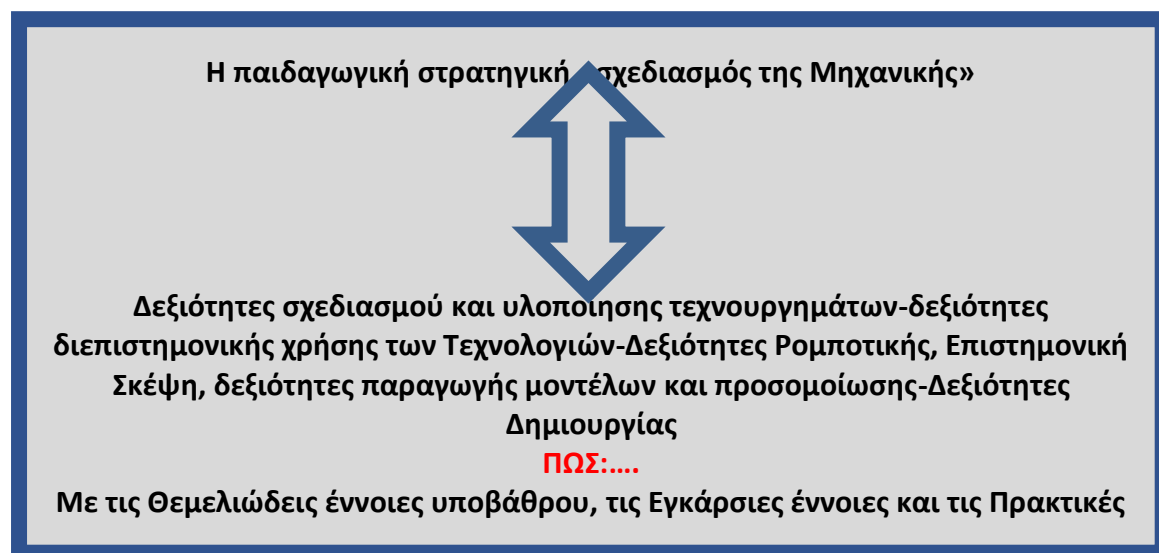 Η παιδαγωγική στρατηγική σχεδιασμός της Μηχανικής»
Δεξιότητες σχεδιασμού και υλοποίησης τεχνουργημάτων-δεξιότητες
διεπιστημονικής χρήσης των Τεχνολογιών-Δεξιότητες Ρομποτικής, Επιστημονική
Σκέψη, δεξιότητες παραγωγής μοντέλων και προσομοίωσης-Δεξιότητες
Δημιουργίας
ΠΩΣ:....
Με τις Θεμελιώδεις έννοιες υποβάθρου, τις Εγκάρσιες έννοιες και τις Πρακτικές